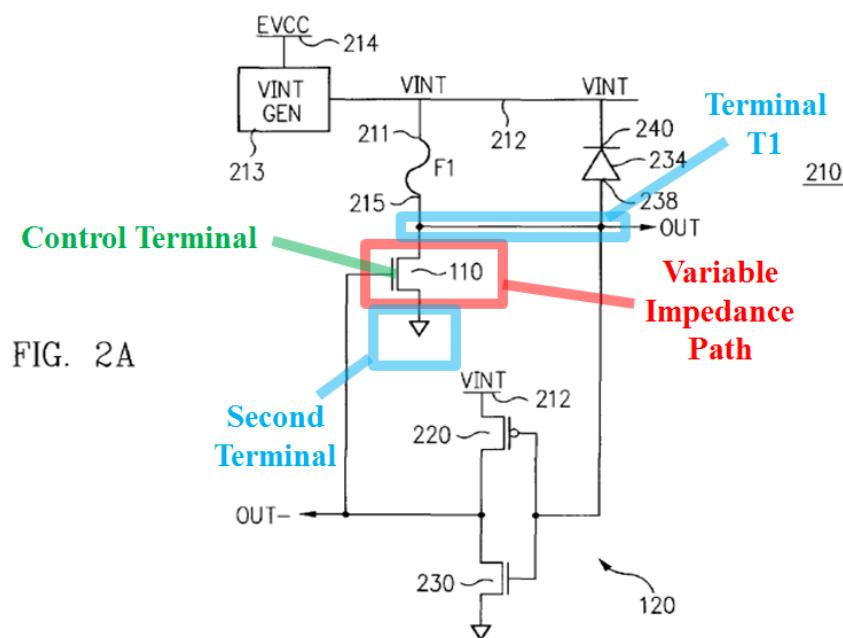 EVCC
214
VINT
GEN
213
VINT
VINT
211
F1
215
212
240
234
238
Terminal
T1
210
OUT
Control Terminal
110
Variable
Impedance
Path
FIG. 2A
Second
Terminal
VINT
212
220
OUT-
230
120